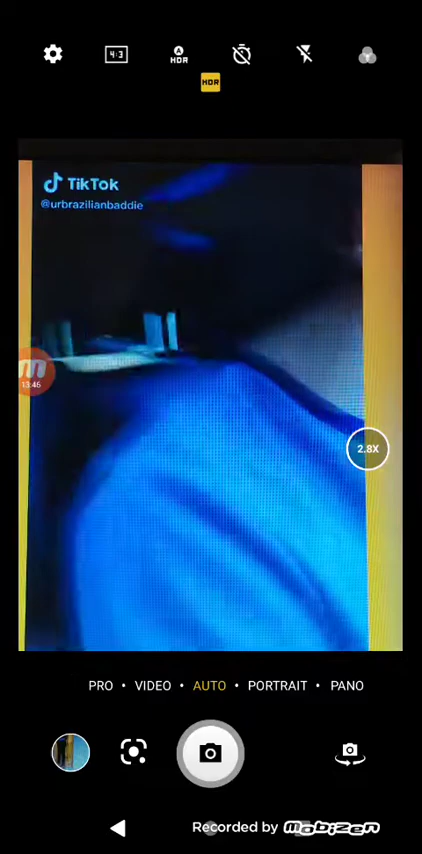 4:3
A
HDR
HDR
TikTok
@urbrazilianbaddie
13:46
2.8X
PRO • VIDEO • AUTO • PORTRAIT • PANO
Recorded by mobizen